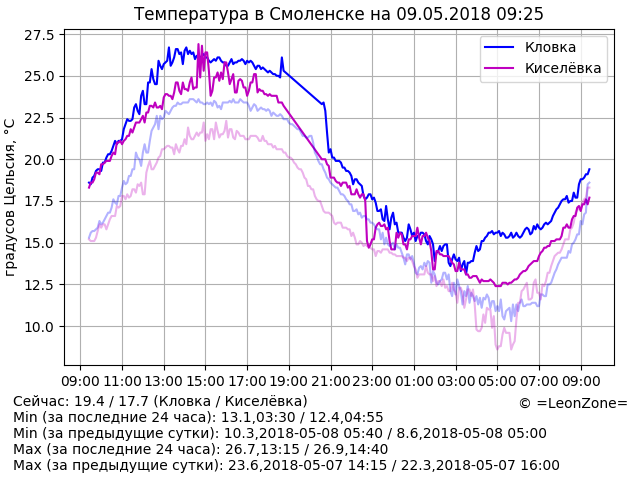 Температура в Смоленске на 09.05.2018 09:25
27.5
25.0
22.5
20.0
17.5
15.0
12.5
10.0
градусов Цельсия, °C
Кловка
Киселёвка
09:00 11:00 13:00 15:00 17:00 19:00 21:00 23:00 01:00 03:00 05:00 07:00 09:00
Сейчас: 19.4 / 17.7 (Кловка / Киселёвка)
© =LeonZone=
Min (за последние 24 часа): 13.1,03:30 / 12.4,04:55
Min (за предыдущие сутки): 10.3,2018-05-08 05:40 / 8.6,2018-05-08 05:00
Max (за последние 24 часа): 26.7,13:15 / 26.9,14:40
Max (за предыдущие сутки): 23.6,2018-05-07 14:15 / 22.3,2018-05-07 16:00